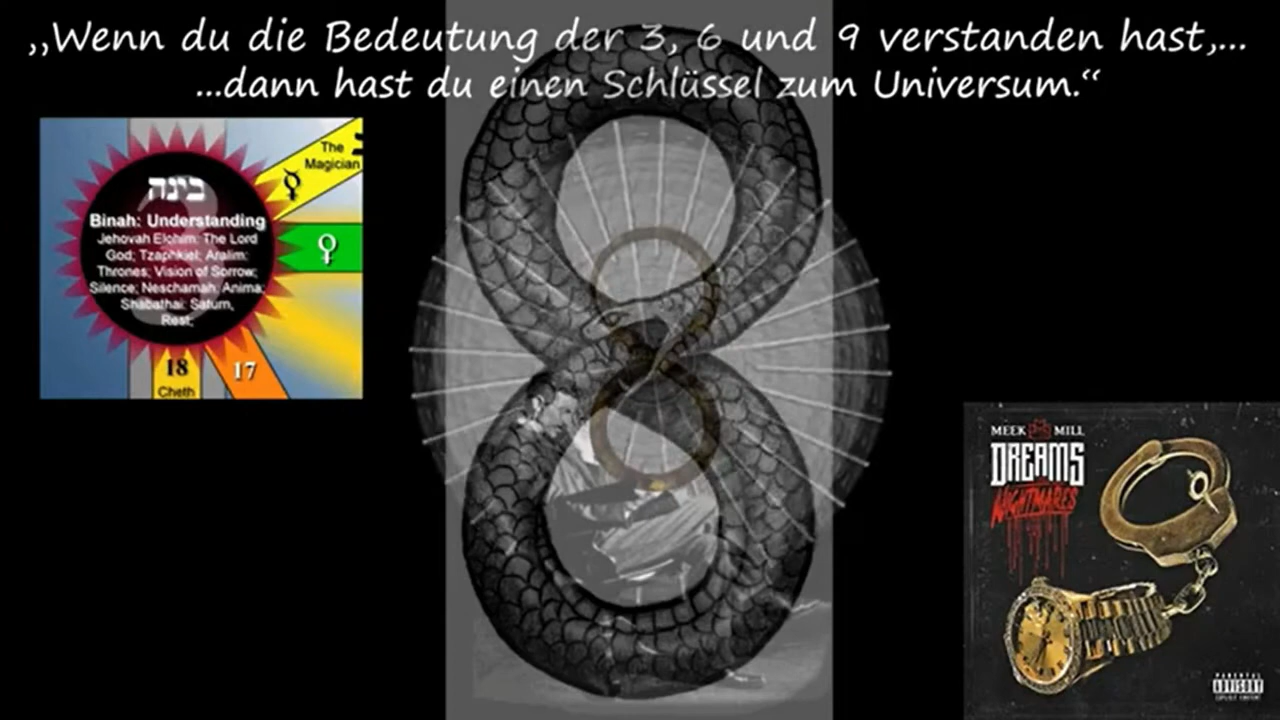 „Wenn du die Bedeutung der 3, 6 und 9 verstanden hast,...
...dann hast du einen Schlüssel zum Universum.“
The
Magician
בינה
Binah: Understanding
Jehovah Elohim: The Lord
God; Tzaphkiel; Aralim:
Thrones; Vision of Sorrow;
Silence; Neschamah; Anima;
Shabathai: Saturn,
Rest;
3
18
Cheth
17
MEEK MILL
DREAMS
NIGHTMARES
PARENTAL
ADVISORY
EXPLICIT CONTENT